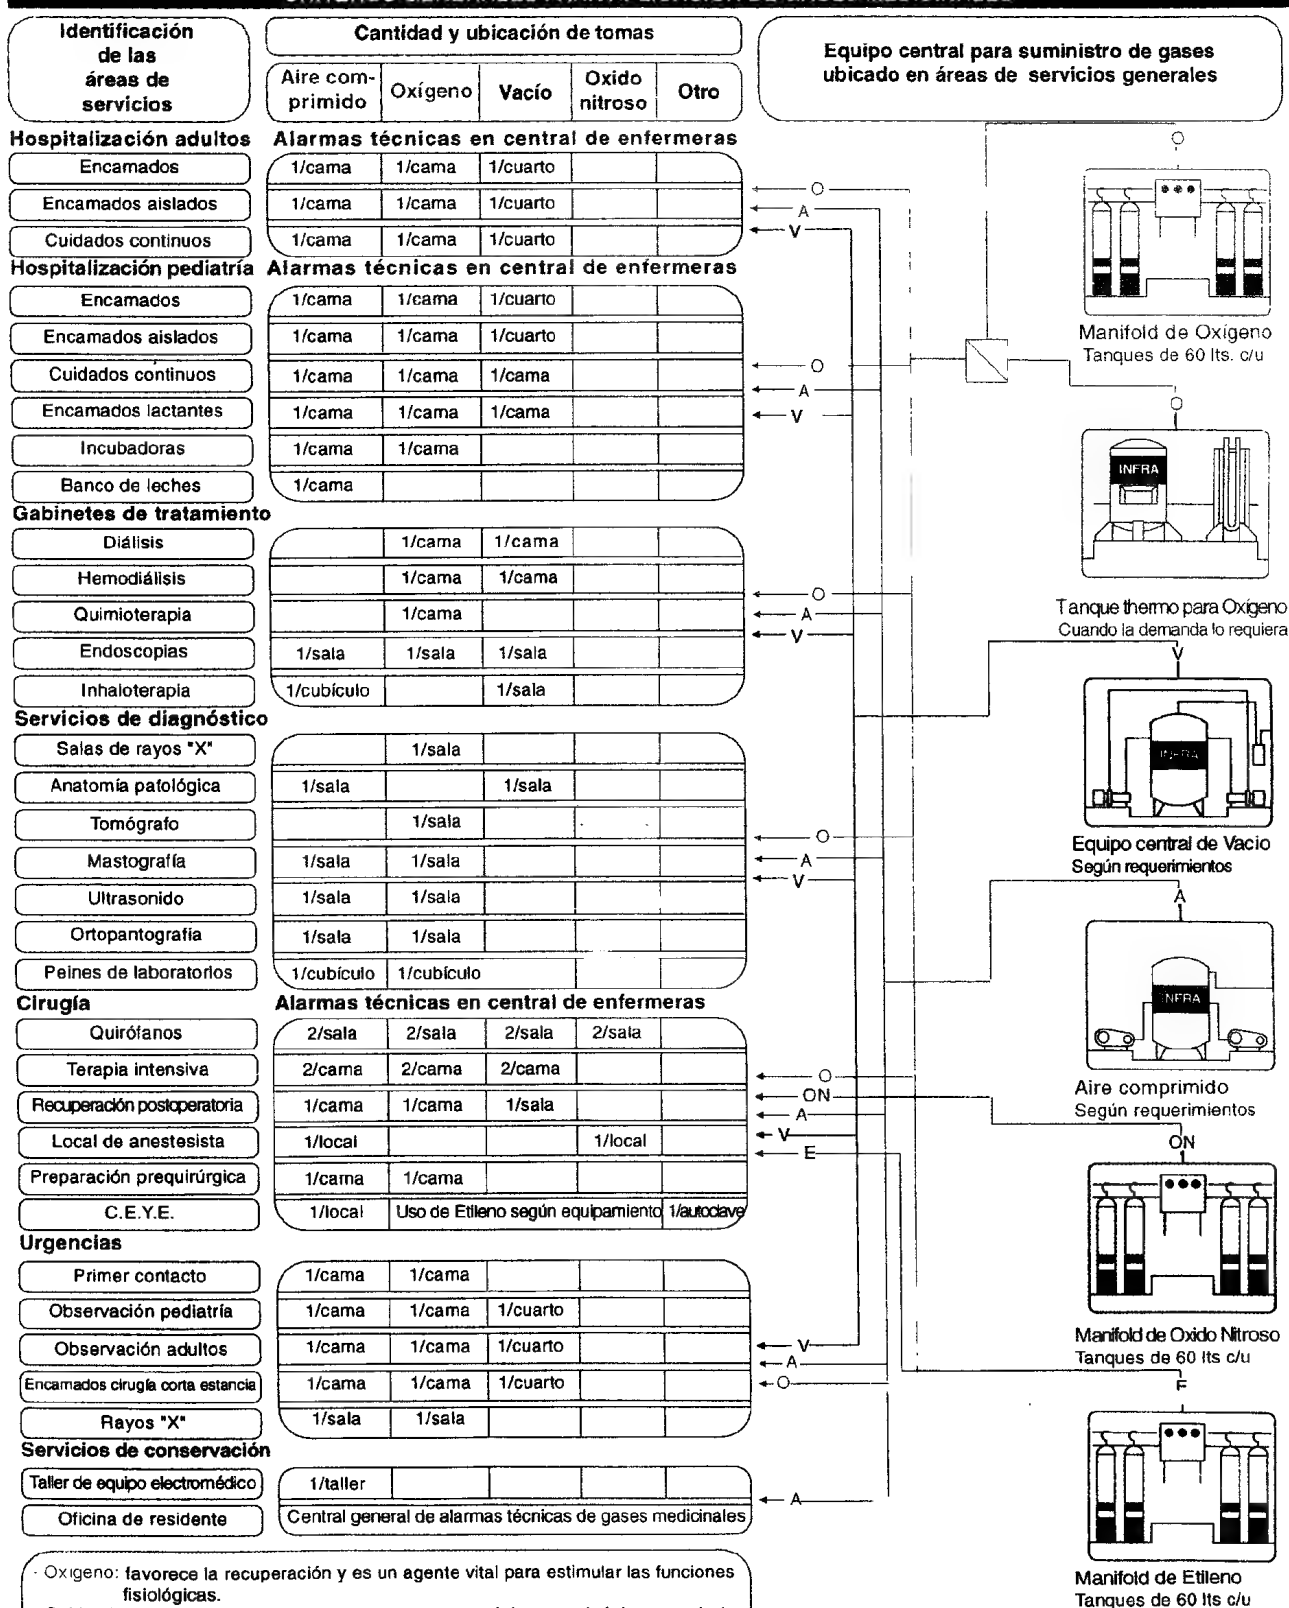 Identificación
de las
áreas de
servicios
Cantidad y ubicación de tomas
Aire com-
primido
Oxígeno
Vacío
Oxido
nitroso
Otro
Equipo central para suministro de gases
ubicado en áreas de servicios generales
Hospitalización adultos Alarmas técnicas en central de enfermeras
Encamados 1/cama 1/cama 1/cuarto
Encamados aislados 1/cama 1/cama 1/cuarto
Cuidados continuos 1/cama 1/cama 1/cuarto
O
A
V
Hospitalización pediatría Alarmas técnicas en central de enfermeras
Encamados 1/cama 1/cama 1/cuarto
Encamados aislados 1/cama 1/cama 1/cuarto
Cuidados continuos 1/cama 1/cama 1/cama
Encamados lactantes 1/cama 1/cama 1/cama
Incubadoras 1/cama 1/cama
Banco de leches 1/cama
O
A
V
Gabinetes de tratamiento
Diálisis 1/cama 1/cama
Hemodiálisis 1/cama 1/cama
Quimioterapia 1/cama
Endoscopias 1/sala 1/sala 1/sala
Inhaloterapia 1/cubículo 1/sala
O
A
V
Servicios de diagnóstico
Salas de rayos "X" 1/sala
Anatomía patológica 1/sala 1/sala
Tomógrafo 1/sala
Mastografía 1/sala 1/sala
Ultrasonido 1/sala 1/sala
Ortopantografía 1/sala 1/sala
Peines de laboratorios 1/cubículo 1/cubículo
O
A
V
Cirugía Alarmas técnicas en central de enfermeras
Quirófanos 2/sala 2/sala 2/sala 2/sala
Terapia intensiva 2/cama 2/cama 2/cama
Recuperación postoperatoria 1/cama 1/cama 1/sala
Local de anestesista 1/local 1/local
Preparación prequirúrgica 1/cama 1/cama
C.E.Y.E. 1/local Uso de Etileno según equipamiento 1/autoclave
O
ON
A
V
E
Urgencias
Primer contacto 1/cama 1/cama
Observación pediatría 1/cama 1/cama 1/cuarto
Observación adultos 1/cama 1/cama 1/cuarto
Encamados cirugía corta estancia 1/cama 1/cama 1/cuarto
Rayos "X" 1/sala 1/sala
V
A
O
Servicios de conservación
Taller de equipo electromédico 1/taller
Oficina de residente Central general de alarmas técnicas de gases medicinales
A
· Oxigeno: favorece la recuperación y es un agente vital para estimular las funciones
fisiológicas.
O
Manifold de Oxígeno
Tanques de 60 lts. c/u
O
INFRA
Tanque thermo para Oxígeno
Cuando la demanda lo requiera
V
INFRA
Equipo central de Vacio
Según requerimientos
A
INFRA
Aire comprimido
Según requerimientos
ON
Manifold de Oxido Nitroso
Tanques de 60 lts c/u
E
Manifold de Etileno
Tanques de 60 lts c/u